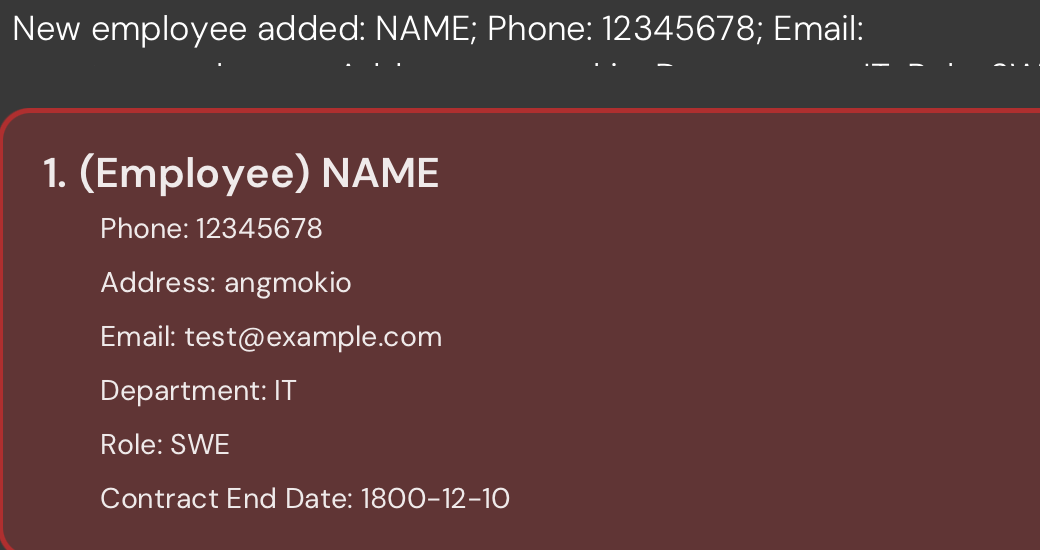 New employee added: NAME; Phone: 12345678; Email:
1. (Employee) NAME
Phone: 12345678
Address: angmokio
Email: test@example.com
Department: IT
Role: SWE
Contract End Date: 1800-12-10